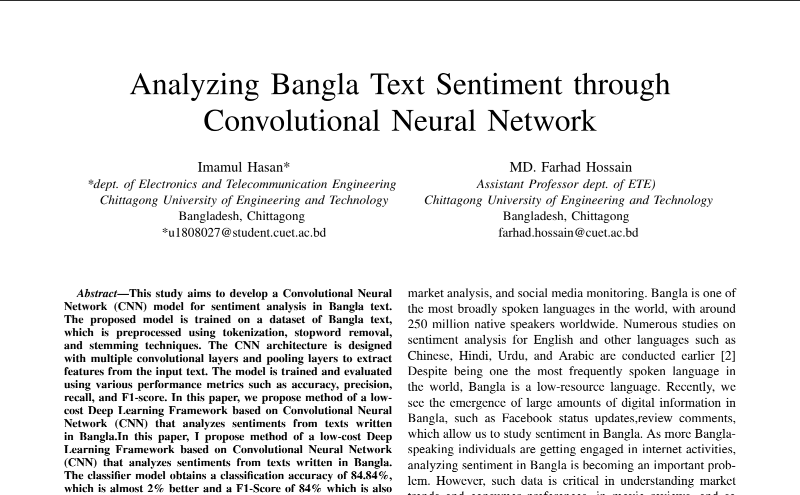 Analyzing Bangla Text Sentiment through
Convolutional Neural Network
Imamul Hasan*
*dept. of Electronics and Telecommunication Engineering
Chittagong University of Engineering and Technology
Bangladesh, Chittagong
*u1808027@student.cuet.ac.bd
MD. Farhad Hossain
Assistant Professor dept. of ETE)
Chittagong University of Engineering and Technology
Bangladesh, Chittagong
farhad.hossain@cuet.ac.bd
Abstract—This study aims to develop a Convolutional Neural
Network (CNN) model for sentiment analysis in Bangla text.
The proposed model is trained on a dataset of Bangla text,
which is preprocessed using tokenization, stopword removal,
and stemming techniques. The CNN architecture is designed
with multiple convolutional layers and pooling layers to extract
features from the input text. The model is trained and evaluated
using various performance metrics such as accuracy, precision,
recall, and F1-score. In this paper, we propose method of a low-
cost Deep Learning Framework based on Convolutional Neural
Network (CNN) that analyzes sentiments from texts written
in Bangla.In this paper, I propose method of a low-cost Deep
Learning Framework based on Convolutional Neural Network
(CNN) that analyzes sentiments from texts written in Bangla.
The classifier model obtains a classification accuracy of 84.84%,
which is almost 2% better and a F1-Score of 84% which is also
market analysis, and social media monitoring. Bangla is one of
the most broadly spoken languages in the world, with around
250 million native speakers worldwide. Numerous studies on
sentiment analysis for English and other languages such as
Chinese, Hindi, Urdu, and Arabic are conducted earlier [2]
Despite being one the most frequently spoken language in
the world, Bangla is a low-resource language. Recently, we
see the emergence of large amounts of digital information in
Bangla, such as Facebook status updates,review comments,
which allow us to study sentiment in Bangla. As more Bangla-
speaking individuals are getting engaged in internet activities,
analyzing sentiment in Bangla is becoming an important prob-
lem. However, such data is critical in understanding market